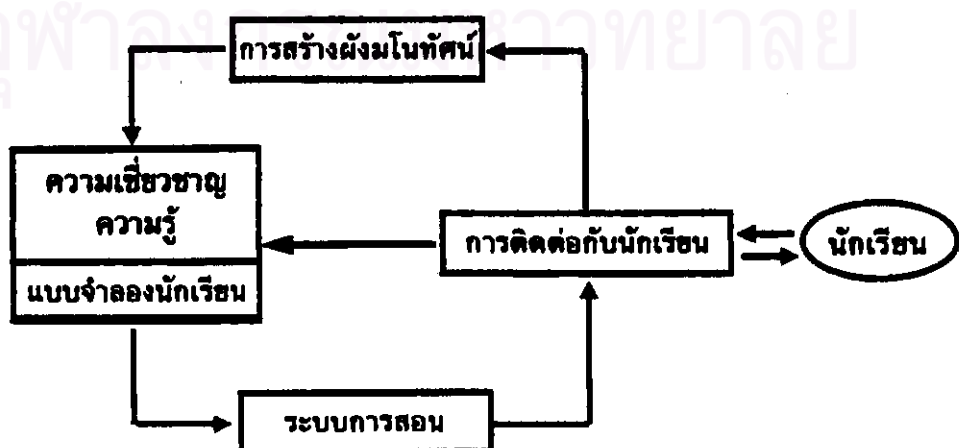 การสร้างผังมโนทัศน์
ความเชี่ยวชาญ
ความรู้
แบบจำลองนักเรียน
การติดต่อกับนักเรียน
นักเรียน
ระบบการสอน